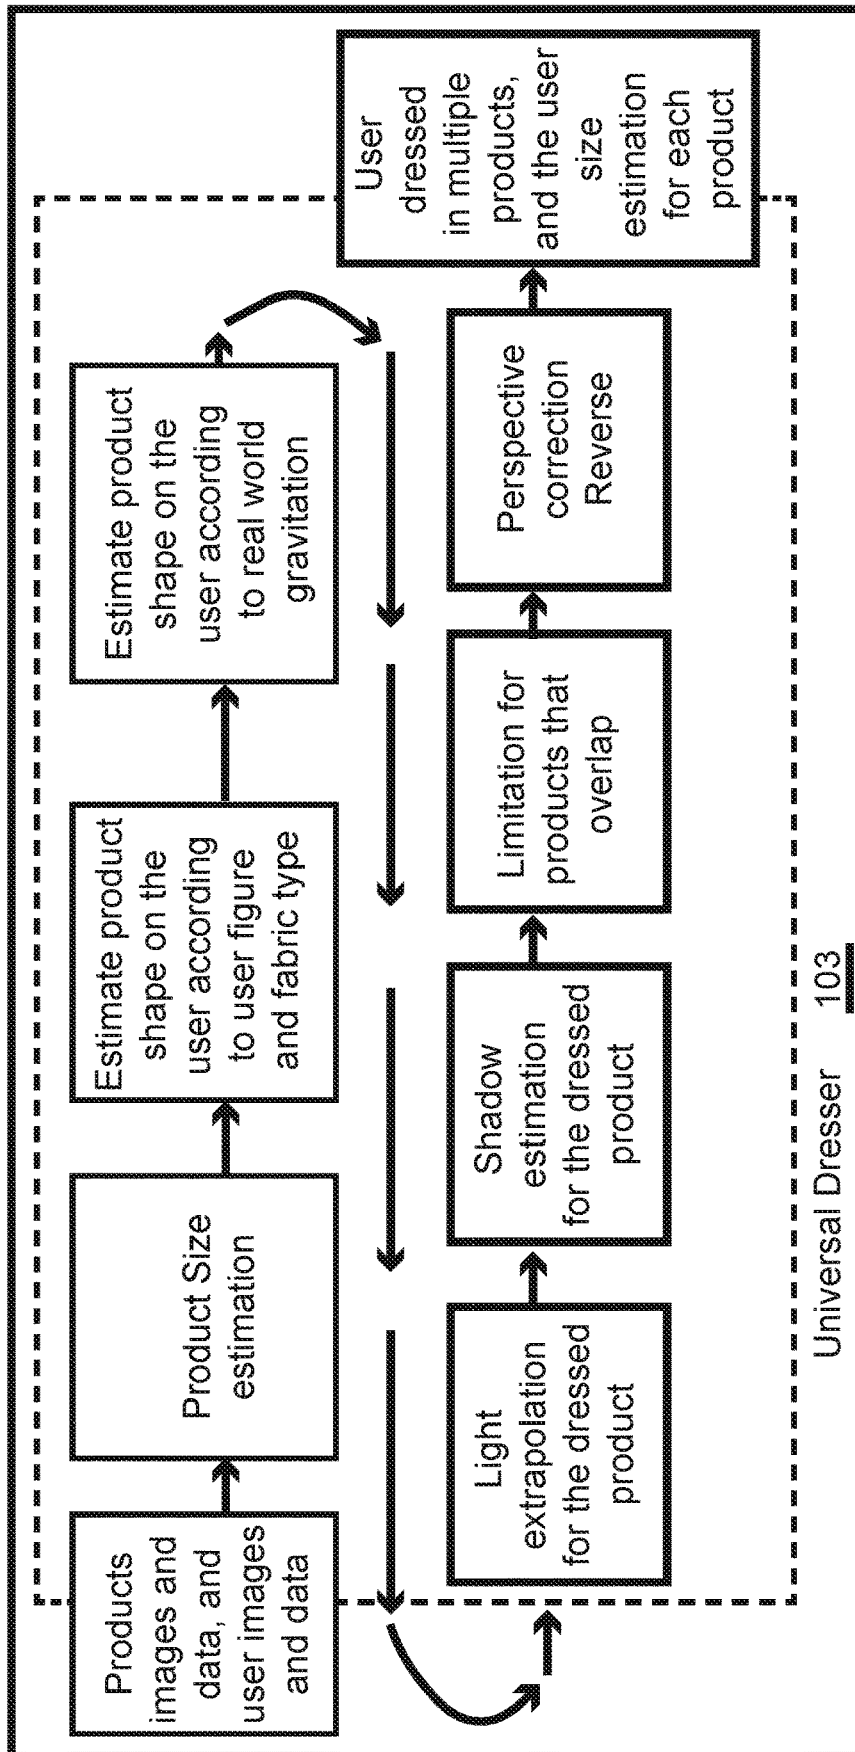 Products
images and
data, and
user images
and data
Product Size
estimation
Estimate product
shape on the
user according
to user figure
and fabric type
Estimate product
shape on the
user according
to real world
gravitation
Light
extrapolation
for the dressed
product
Shadow
estimation
for the dressed
product
Limitation for
products that
overlap
Perspective
correction
Reverse
User
dressed
in multiple
products,
and the user
size
estimation
for each
product
Universal Dresser 103